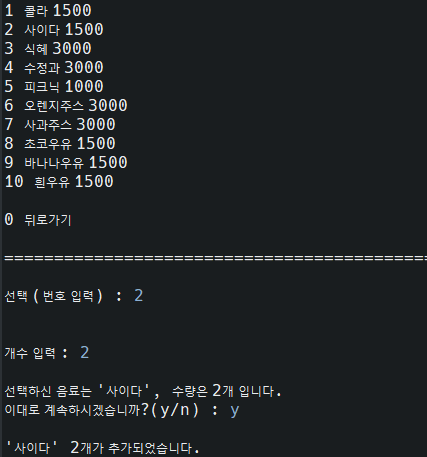 1 콜라 1500
2 사이다 1500
3 식혜 3000
4 수정과 3000
5 피크닉 1000
6 오렌지주스 3000
7 사과주스 3000
8 초코우유 1500
9 바나나우유 1500
10 흰우유 1500
0 뒤로가기
===========================================
선택(번호 입력) : 2
개수 입력 : 2
선택하신 음료는 '사이다', 수량은 2개 입니다.
이대로 계속하시겠습니까?(y/n) : y
'사이다' 2개가 추가되었습니다.